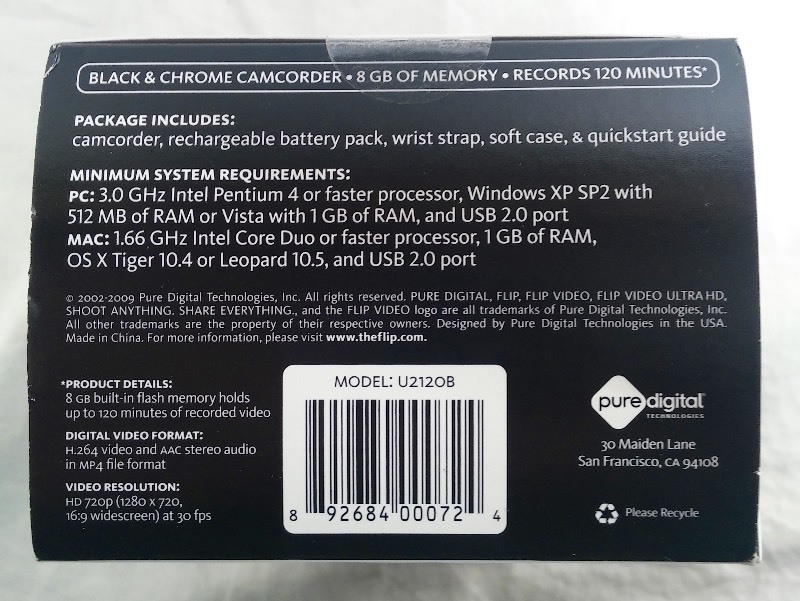 BLACK & CHROME CAMCORDER • 8 GB OF MEMORY • RECORDS 120 MINUTES*
PACKAGE INCLUDES:
camcorder, rechargeable battery pack, wrist strap, soft case, & quickstart guide
MINIMUM SYSTEM REQUIREMENTS:
PC: 3.0 GHz Intel Pentium 4 or faster processor, Windows XP SP2 with
512 MB of RAM or Vista with 1 GB of RAM, and USB 2.0 port
MAC: 1.66 GHz Intel Core Duo or faster processor, 1 GB of RAM,
OS X Tiger 10.4 or Leopard 10.5, and USB 2.0 port
© 2002-2009 Pure Digital Technologies, Inc. All rights reserved. PURE DIGITAL, FLIP, FLIP VIDEO, FLIP VIDEO ULTRA HD,
SHOOT ANYTHING. SHARE EVERYTHING., and the FLIP VIDEO logo are all trademarks of Pure Digital Technologies, Inc.
All other trademarks are the property of their respective owners. Designed by Pure Digital Technologies in the USA.
Made in China. For more information, please visit www.theflip.com.
*PRODUCT DETAILS:
8 GB built-in flash memory holds
up to 120 minutes of recorded video
DIGITAL VIDEO FORMAT:
H.264 video and AAC stereo audio
in MP4 file format
VIDEO RESOLUTION:
HD 720p (1280 x 720,
16:9 widescreen) at 30 fps
MODEL: U2120B
8 92684 00072 4
pure digital
TECHNOLOGIES
30 Maiden Lane
San Francisco, CA 94108
Please Recycle